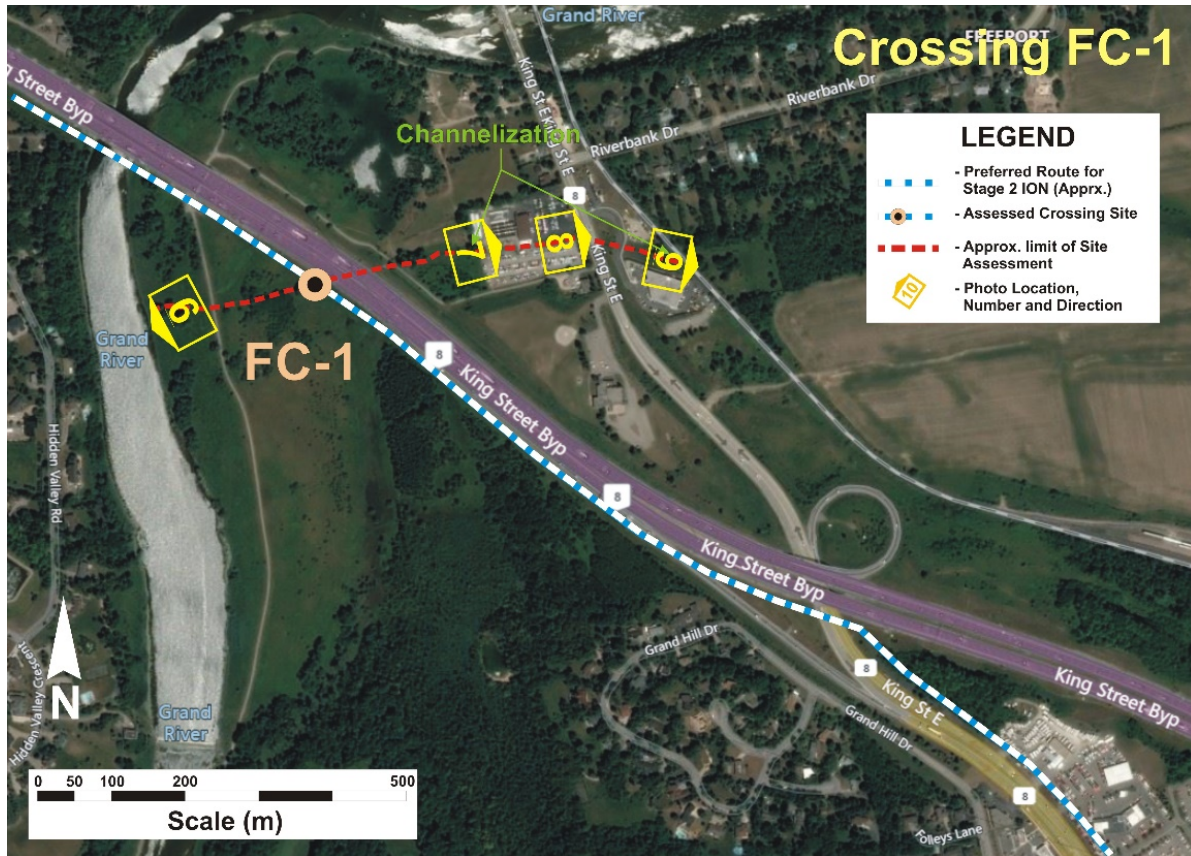 Grand River
FREEPORT
Crossing FC-1
King Street Byp
King St E
King St E
Riverbank Dr
Riverbank Dr
Channelization
LEGEND
- Preferred Route for
Stage 2 ION (Apprx.)
- Assessed Crossing Site
- Approx. limit of Site
Assessment
10
- Photo Location,
Number and Direction
8
7
8
9
6
King St E
Grand
River
FC-1
8
King Street Byp
Hidden Valley Rd
8
King Street Byp
King Street Byp
Grand Hill Dr
8
King St E
King Street Byp
Grand Hill Dr
Hidden Valley Crescent
N
Grand
River
0 50 100 200 500
Scale (m)
8
Folleys Lane